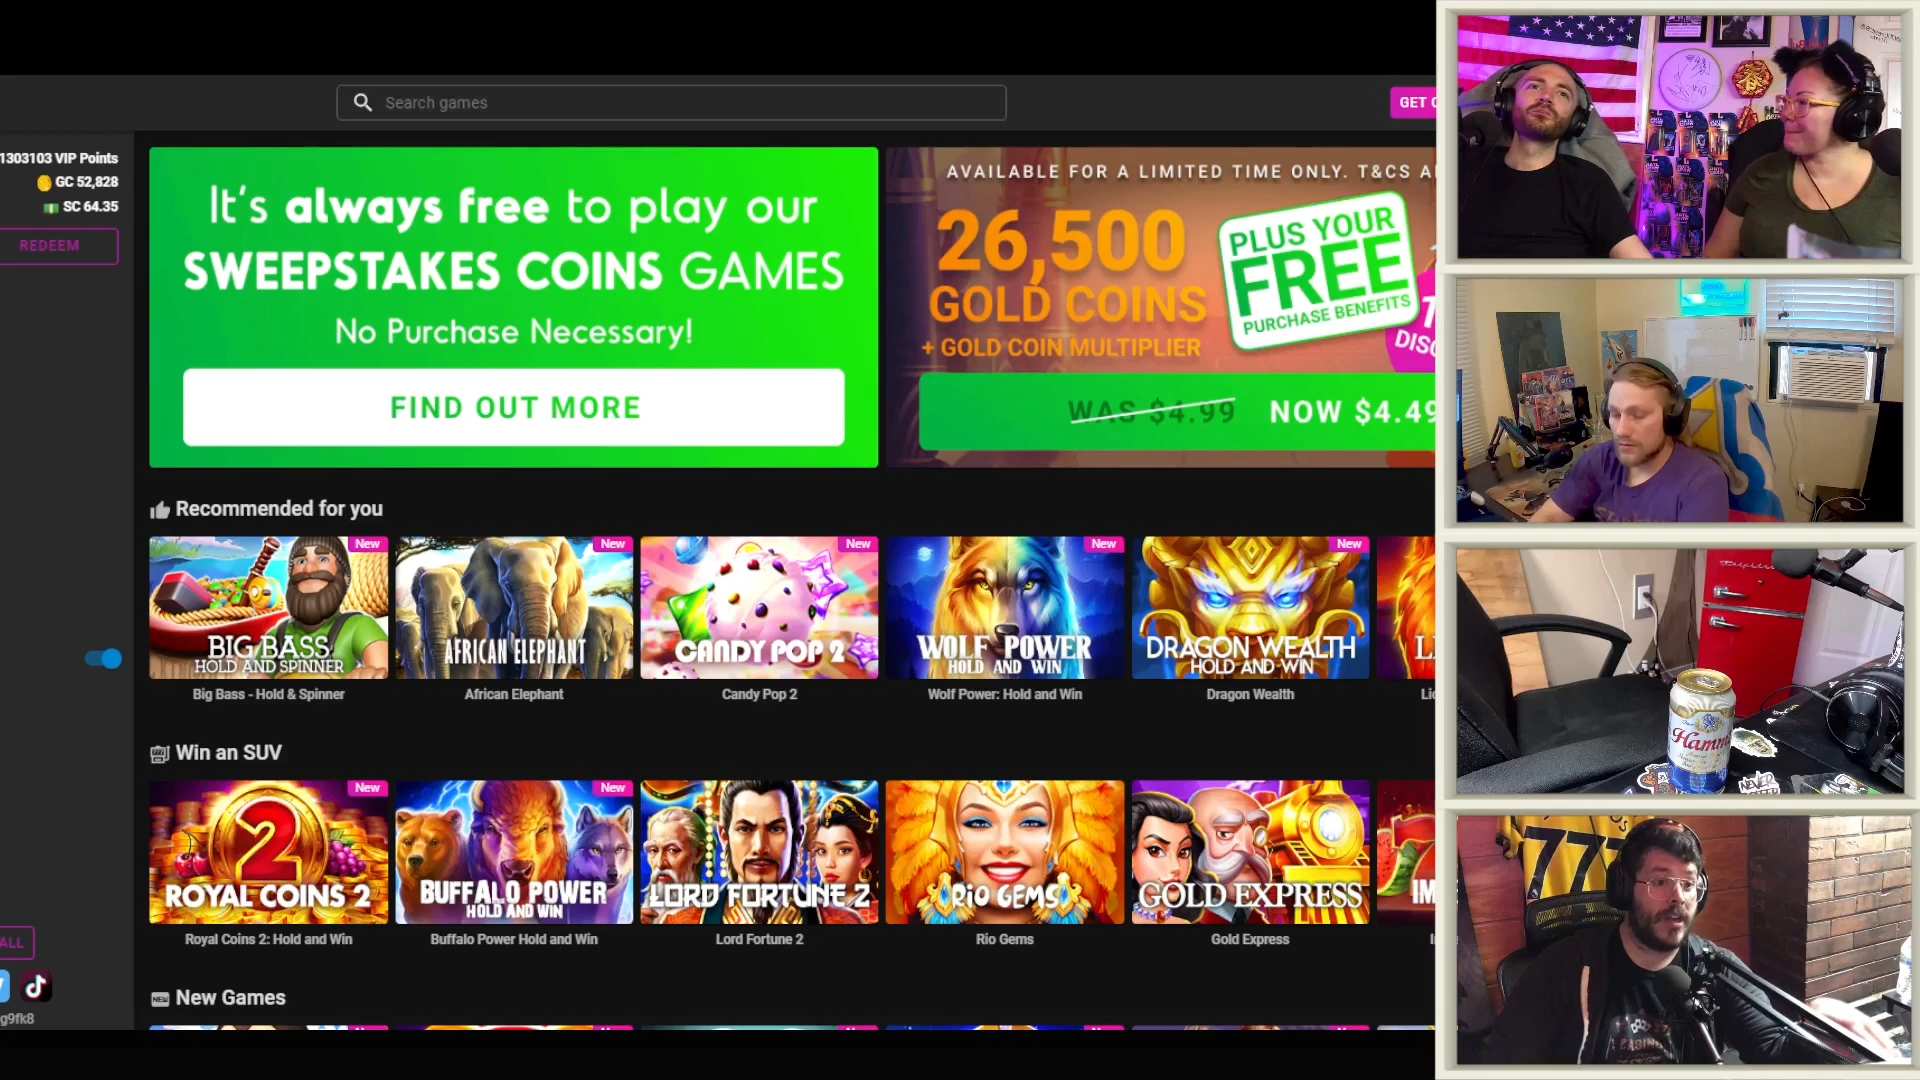 Search games
GET
1303103 VIP Points
GC 52,828
SC 64.35
REDEEM
It's always free to play our
SWEEPSTAKES COINS GAMES
No Purchase Necessary!
FIND OUT MORE
AVAILABLE FOR A LIMITED TIME ONLY. T&CS
26,500
GOLD COINS
+ GOLD COIN MULTIPLIER
PLUS YOUR
FREE
PURCHASE BENEFITS
WAS $4.99 NOW $4.49
Recommended for you
New
New
New
New
New
BIG BASS
HOLD AND SPINNER
AFRICAN ELEPHANT
CANDY POP 2
WOLF POWER
HOLD AND WIN
DRAGON WEALTH
HOLD AND WIN
Big Bass - Hold & Spinner
African Elephant
Candy Pop 2
Wolf Power: Hold and Win
Dragon Wealth
Win an SUV
New
New
2
ROYAL COINS 2
BUFFALO POWER
HOLD AND WIN
LORD FORTUNE 2
RIO GEMS
GOLD EXPRESS
Royal Coins 2: Hold and Win
Buffalo Power Hold and Win
Lord Fortune 2
Rio Gems
Gold Express
ALL
NEW New Games
g9fk8
Hamm
NEVER
777